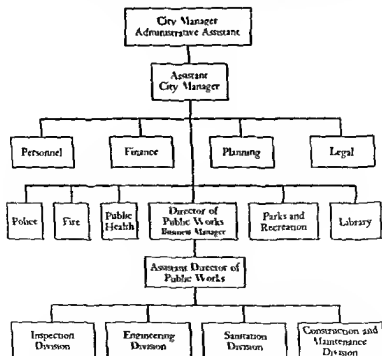 City Manager
Administrative Assistant
Assistant
City Manager
Personnel
Finance
Planning
Legal
Police
Fire
Public
Health
Director of
Public Works
Business Manager
Parks and
Recreation
Library
Assistant Director of
Public Works
Inspection
Division
Engineering
Division
Sanitation
Division
Construction and
Maintenance
Division